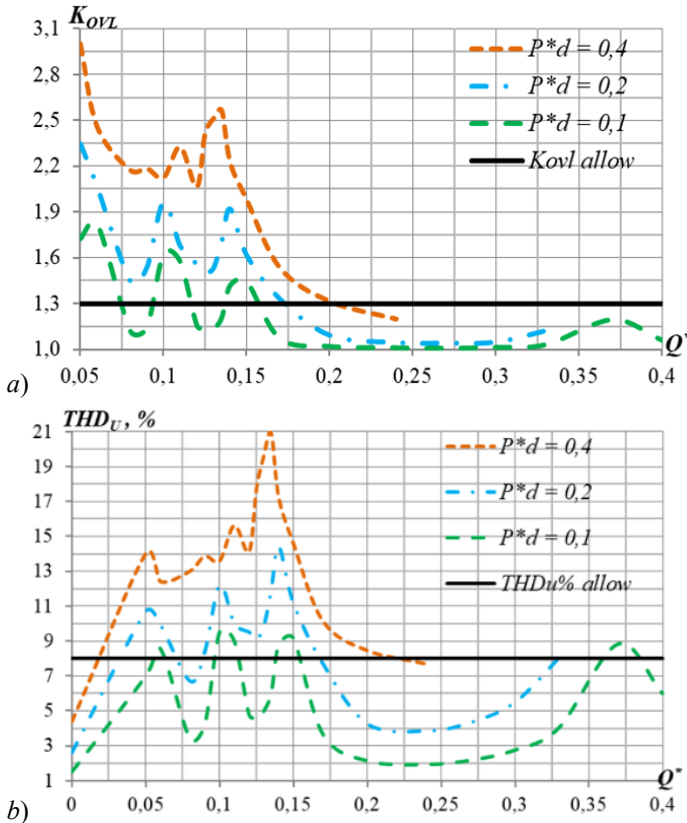 K_OVL
3,1
2,8
2,5
2,2
1,9
1,6
1,3
1,0
P*d = 0,4
P*d = 0,2
P*d = 0,1
Kovl allow
0,05 0,1 0,15 0,2 0,25 0,3 0,35 0,4
Q*
a)
THD_U, %
21
19
17
15
13
11
9
7
5
3
1
P*d = 0,4
P*d = 0,2
P*d = 0,1
THDu% allow
0 0,05 0,1 0,15 0,2 0,25 0,3 0,35 0,4
Q*
b)